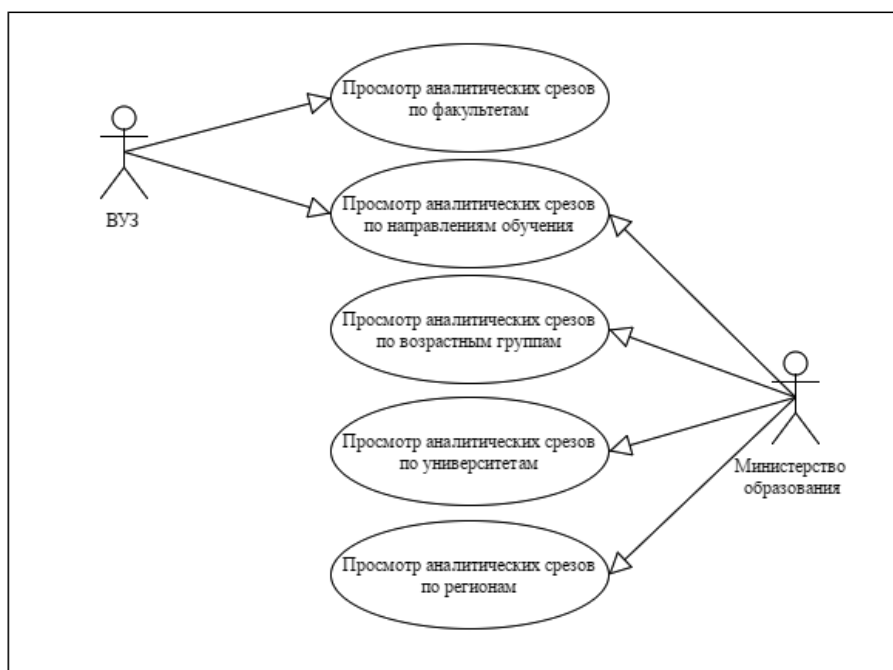 Просмотр аналитических срезов
по факультетам
ВУЗ
Просмотр аналитических срезов
по направлениям обучения
Просмотр аналитических срезов
по возрастным группам
Просмотр аналитических срезов
по университетам
Министерство
образования
Просмотр аналитических срезов
по регионам